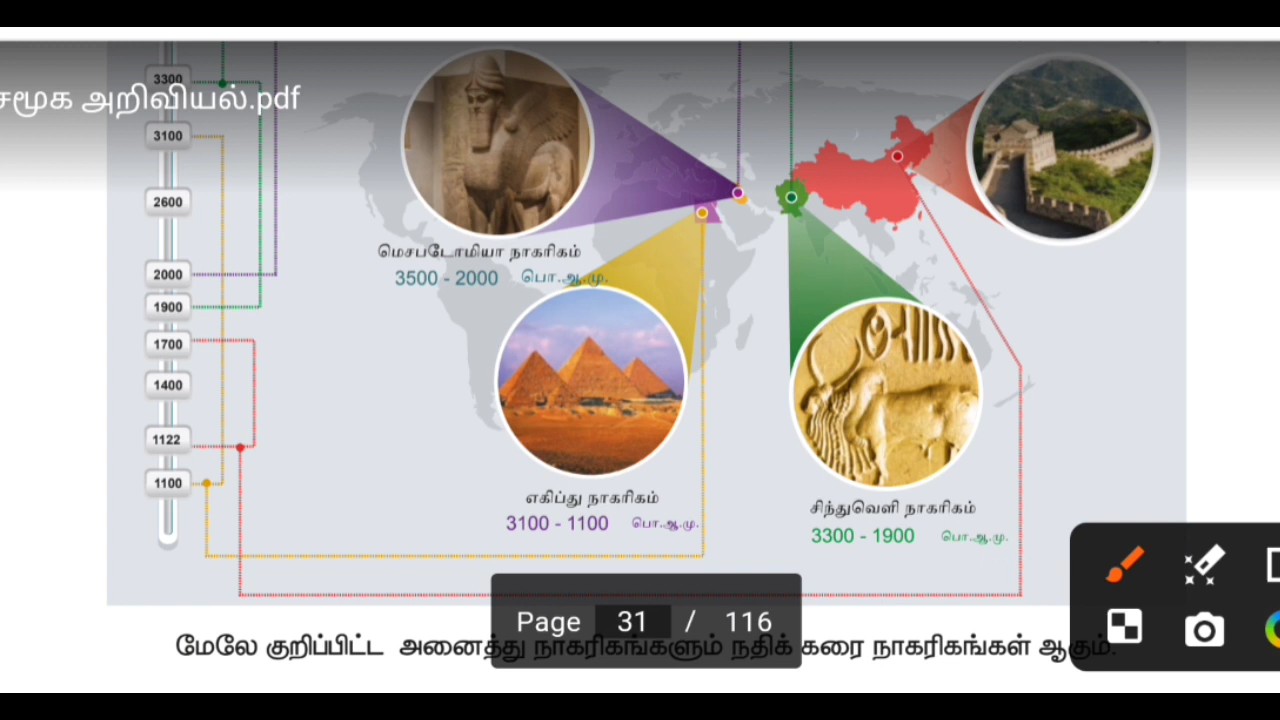 3300
சமூக அறிவியல்.pdf
3100
2600
2000
1900
1700
1400
1122
1100
மெசபடோமியா நாகரிகம்
3500 - 2000 பொ.ஆ.மு.
எகிப்து நாகரிகம்
3100 - 1100 பொ.ஆ.மு.
சிந்துவெளி நாகரிகம்
3300 - 1900 பொ.ஆ.மு.
Page 31 / 116
மேலே குறிப்பிட்ட அனைத்து நாகரிகங்களும் நதிக் கரை நாகரிகங்கள் ஆகும்.